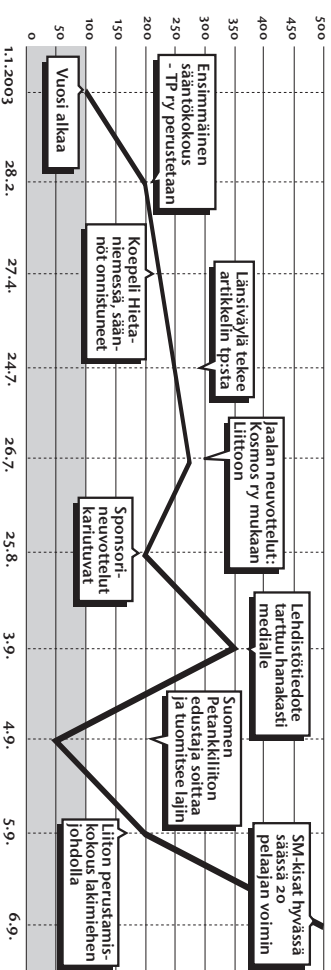 500
450
400
350
300
250
200
150
100
50
0
1.1.2003
28.2.
27.4.
24.7.
26.7.
25.8.
3.9.
4.9.
5.9.
6.9.
Vuosi alkaa
Ensimmäinen
sääntökokous
- TP ry perustetaan
Koepeli Hieta-
niemessä, sään-
nöt onnistuneet
Länsiväylä tekee
artikkelin tp:sta
Jaalan neuvottelut:
Kosmos ry mukaan
Liittoon
Sponsori-
neuvottelut
kariutuvat
Lehdistötiedote
tarttuu hanakasti
medialle
Suomen
Petankkiliiton
edustaja soittaa
ja tuomitsee lajin
Liiton perustamis-
kokous lakimiehen
johdolla
SM-kisat hyvässä
säässä 20
pelaajan voimin